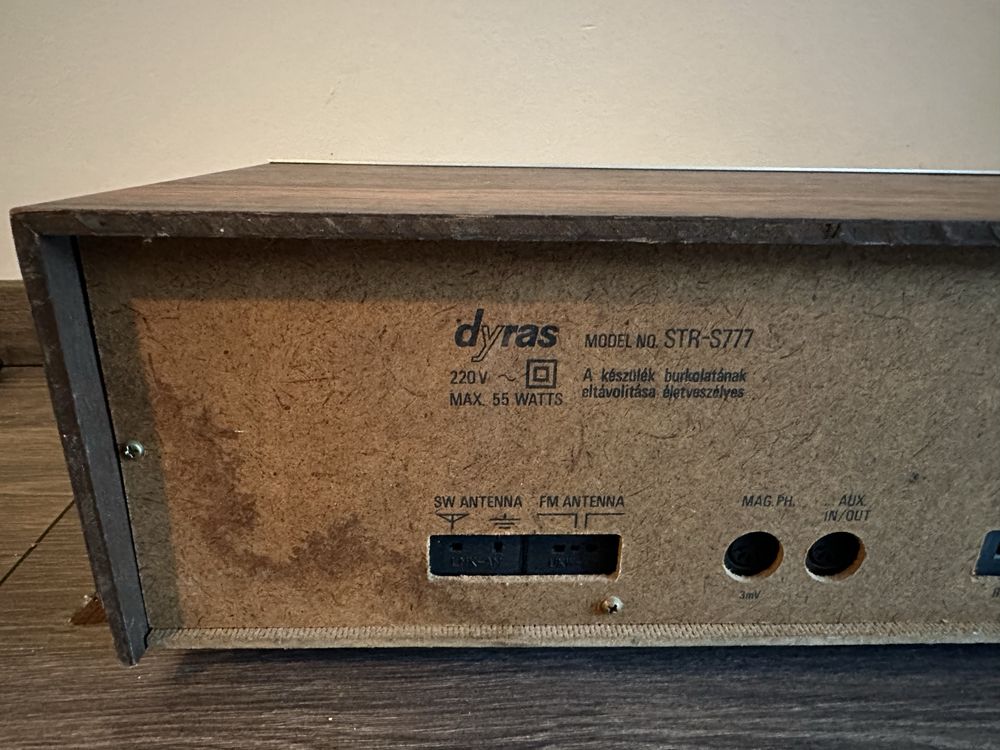 dyras MODEL NO. STR-S777
220V ~ A készülék burkolatának
MAX. 55 WATTS eltávolítása életveszélyes
SW ANTENNA FM ANTENNA MAG. PH. AUX
IN/OUT
3mV